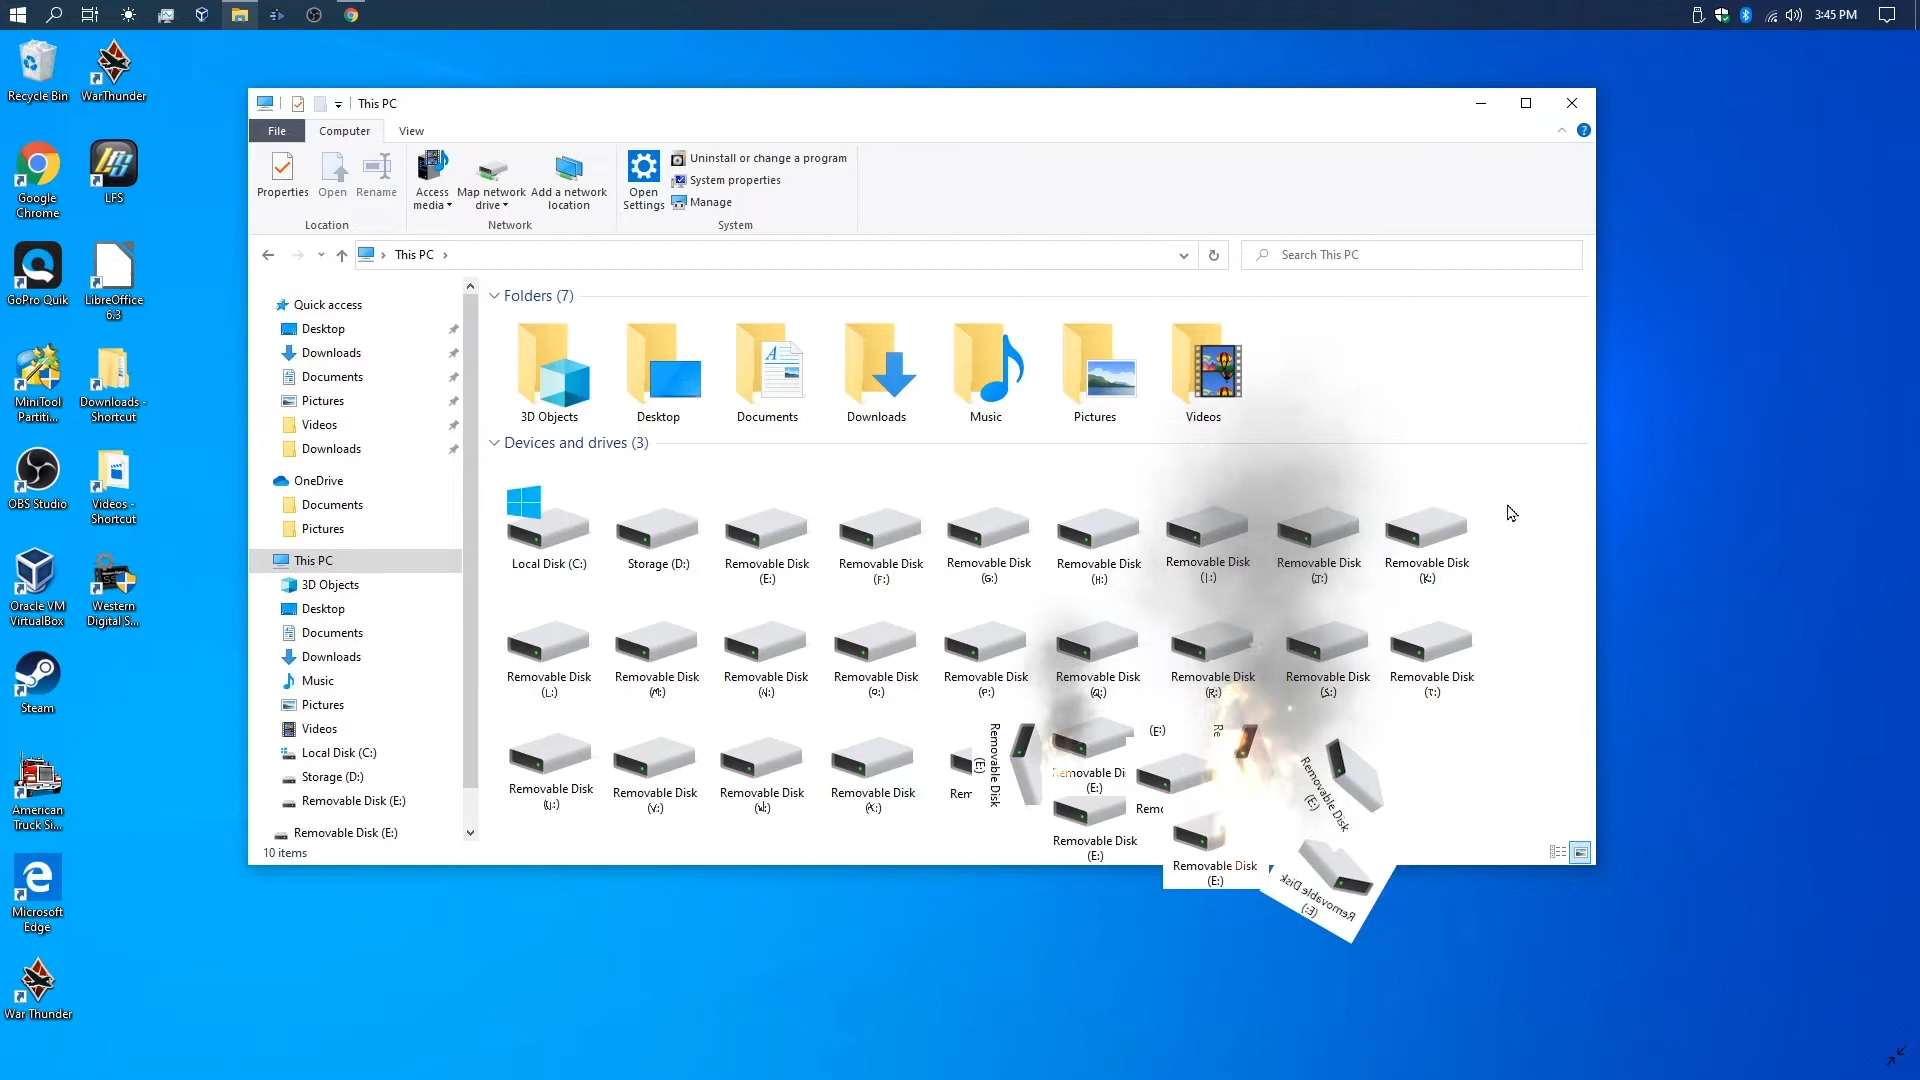 3:45 PM
Recycle Bin
WarThunder
Google
Chrome
LFS
GoPro Quik
LibreOffice
6.3
MiniTool
Partiti...
Downloads -
Shortcut
OBS Studio
Videos -
Shortcut
Oracle VM
VirtualBox
Western
Digital S...
Steam
American
Truck Si...
Microsoft
Edge
War Thunder
This PC
File
Computer
View
Properties
Open
Rename
Location
Access
media
Map network
drive
Add a network
location
Network
Open
Settings
Uninstall or change a program
System properties
Manage
System
This PC
Search This PC
Quick access
Desktop
Downloads
Documents
Pictures
Videos
Downloads
OneDrive
Documents
Pictures
This PC
3D Objects
Desktop
Documents
Downloads
Music
Pictures
Videos
Local Disk (C:)
Storage (D:)
Removable Disk (E:)
Removable Disk (E:)
10 items
Folders (7)
3D Objects
Desktop
Documents
Downloads
Music
Pictures
Videos
Devices and drives (3)
Local Disk (C:)
Storage (D:)
Removable Disk
(E:)
Removable Disk
(F:)
Removable Disk
(G:)
Removable Disk
(H:)
Removable Disk
(I:)
Removable Disk
(J:)
Removable Disk
(K:)
Removable Disk
(L:)
Removable Disk
(M:)
Removable Disk
(N:)
Removable Disk
(O:)
Removable Disk
(P:)
Removable Disk
(Q:)
Removable Disk
(R:)
Removable Disk
(S:)
Removable Disk
(T:)
Removable Disk
(U:)
Removable Disk
(V:)
Removable Disk
(W:)
Removable Disk
(X:)
Rem
Removable Disk
(E:)
Removable Di
(E:)
Removable Disk
(E:)
(E:)
Remo
Re
Removable Disk
(E:)
Removable Disk
(E:)
Removable Disk
(E:)